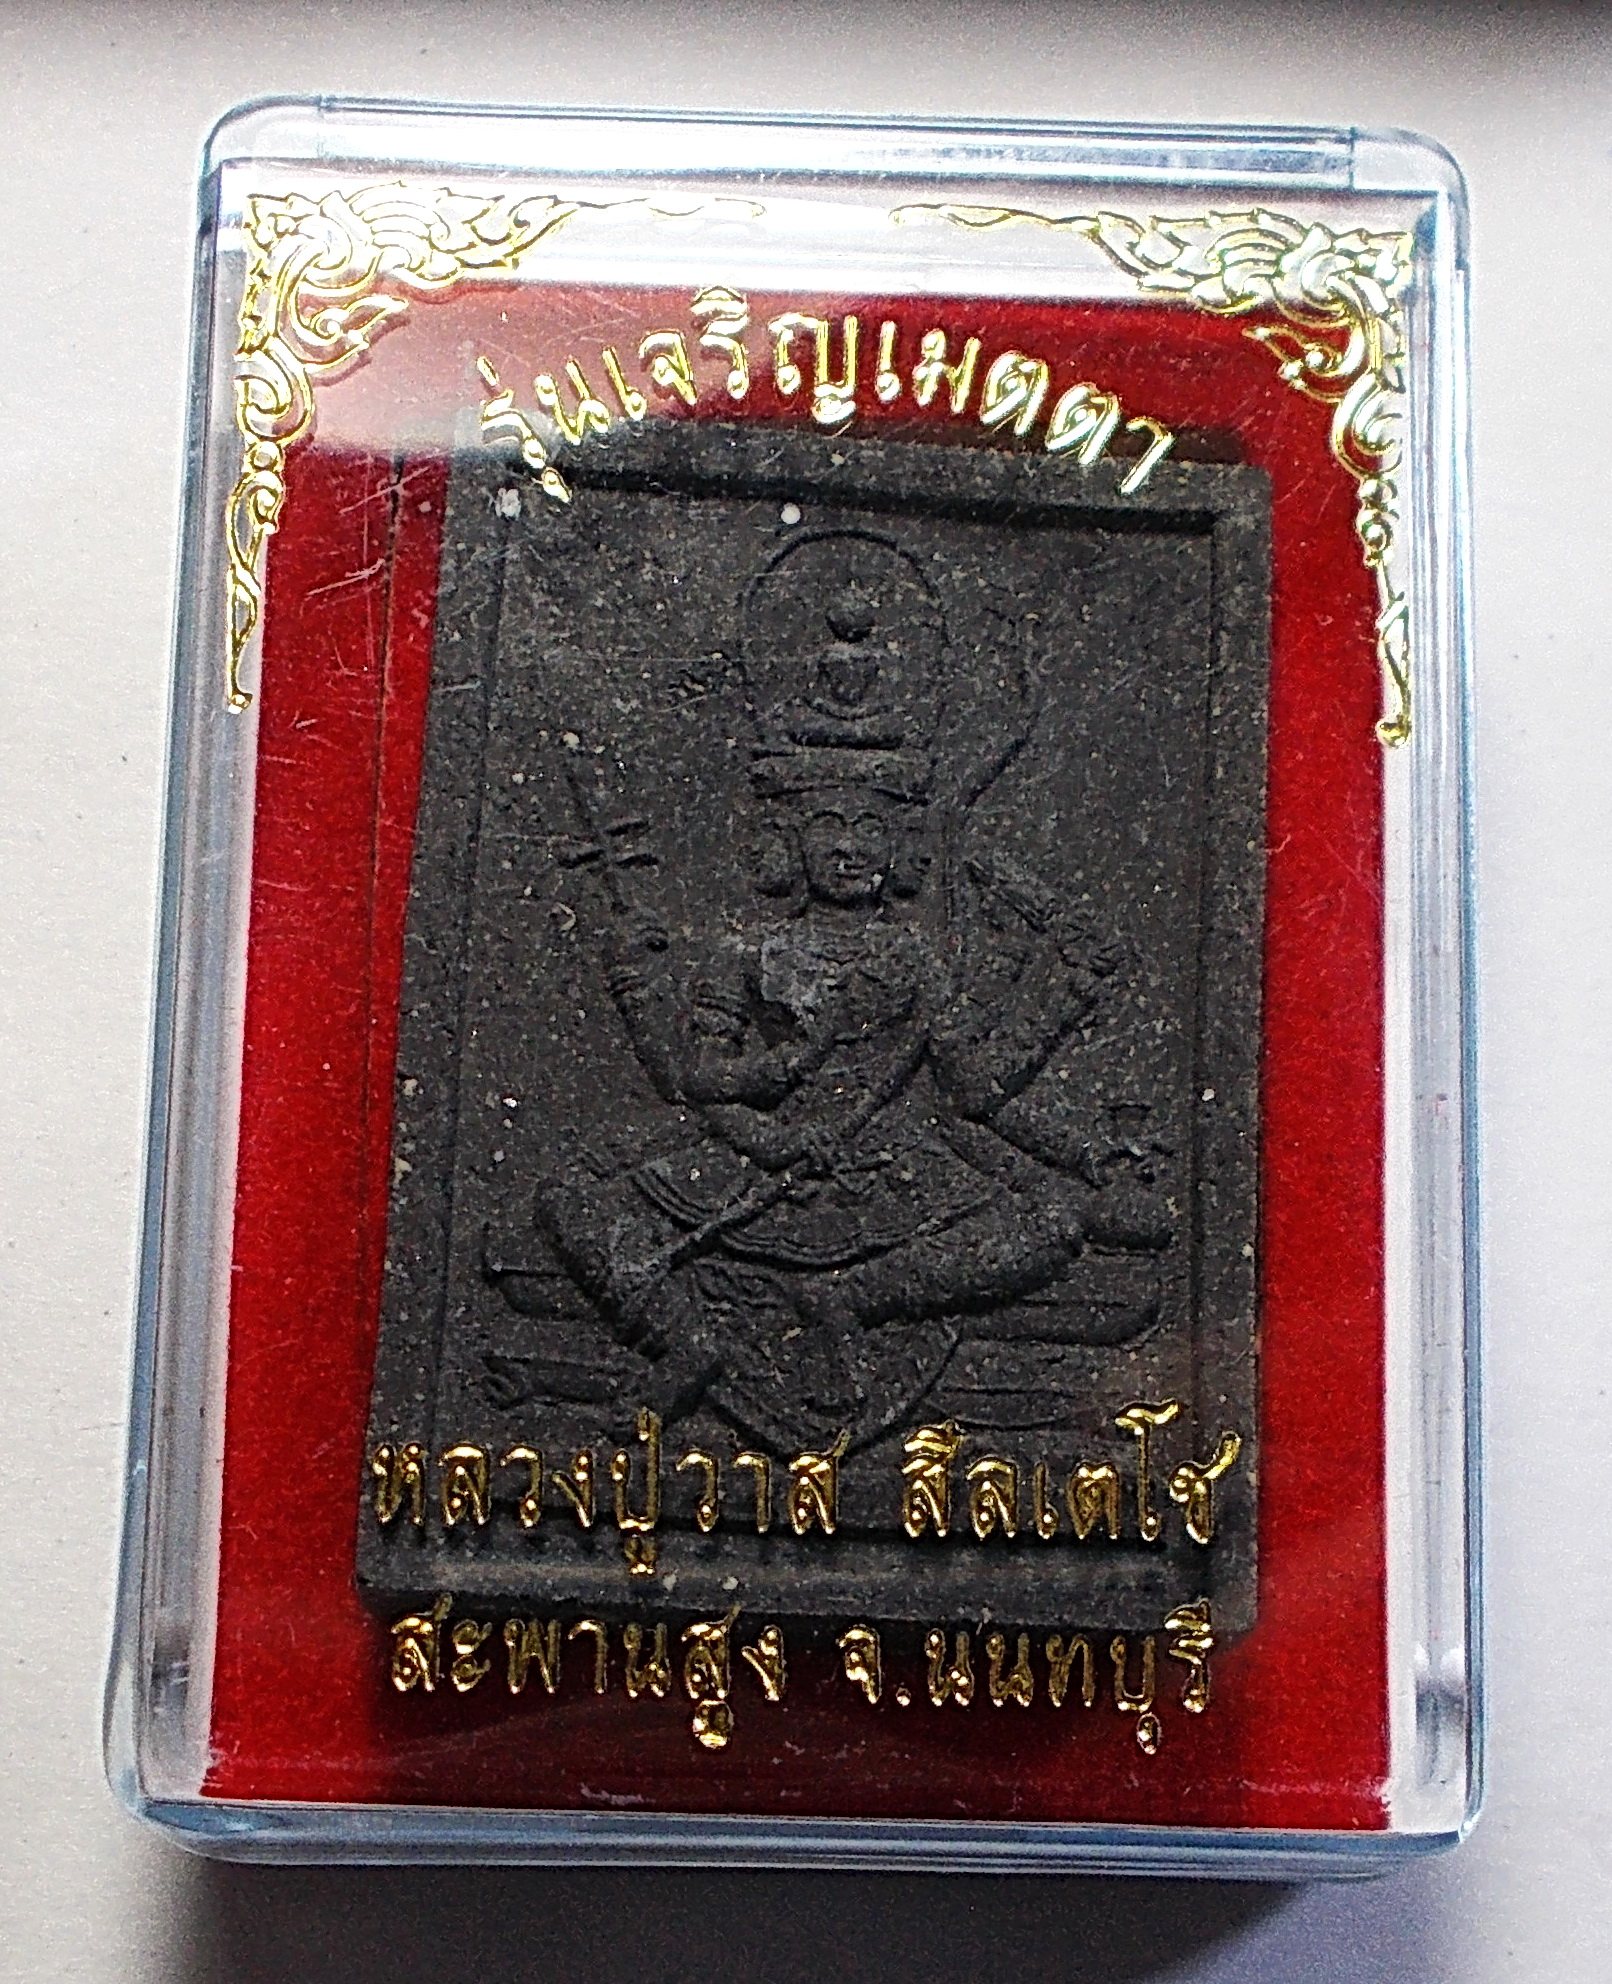 รุ่นเจริญเมตตา
หลวงปู่วาส สีลเตโช
สะพานสูง จ.นนทบุรี